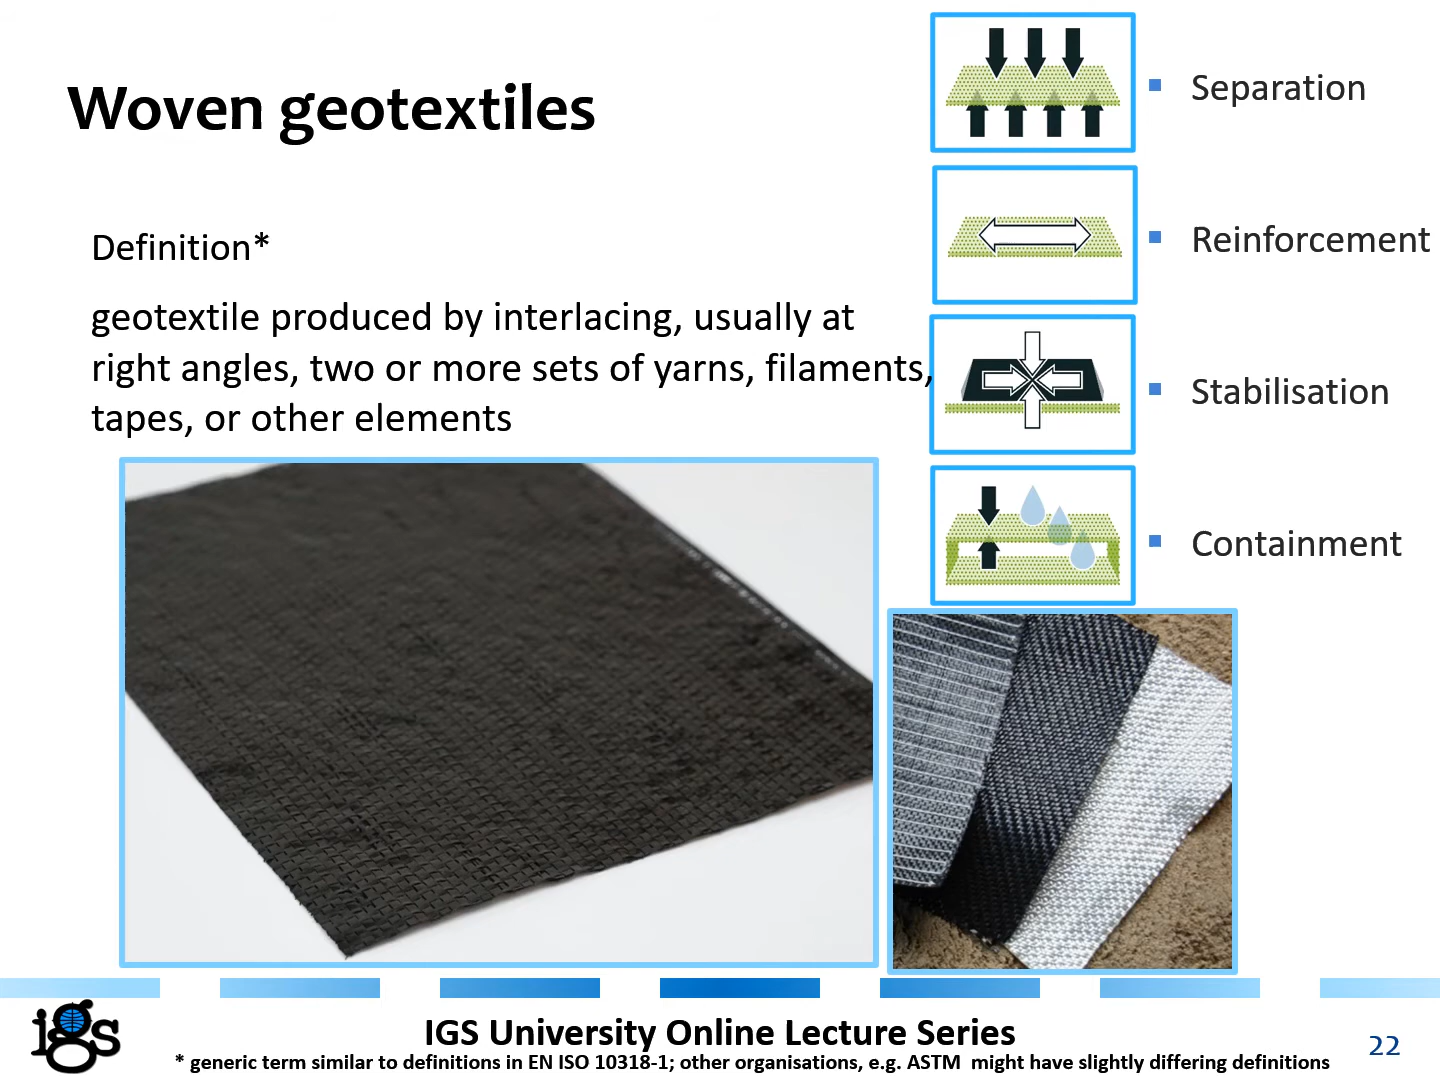 Woven geotextiles
Definition*
geotextile produced by interlacing, usually at
right angles, two or more sets of yarns, filaments,
tapes, or other elements
▪ Separation
▪ Reinforcement
▪ Stabilisation
▪ Containment
igs
IGS University Online Lecture Series
* generic term similar to definitions in EN ISO 10318-1; other organisations, e.g. ASTM  might have slightly differing definitions
22